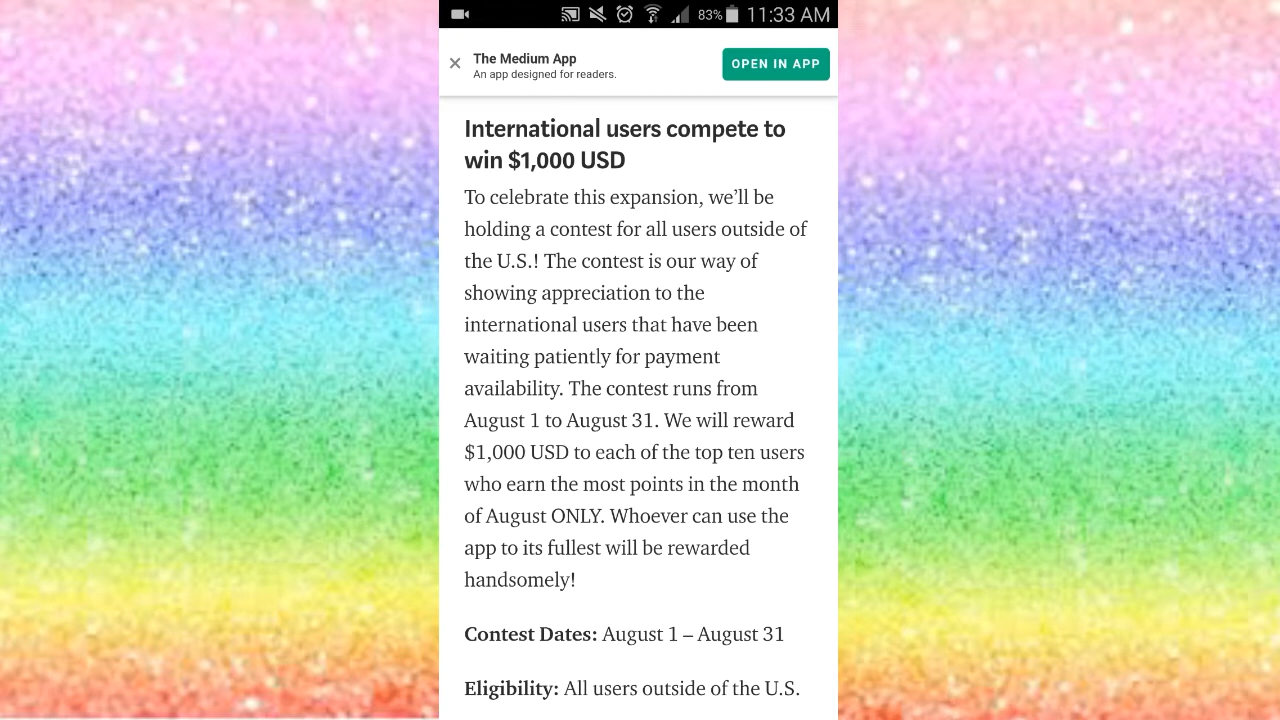 83% 11:33 AM
The Medium App
An app designed for readers.
OPEN IN APP
International users compete to
win $1,000 USD
To celebrate this expansion, we’ll be
holding a contest for all users outside of
the U.S.! The contest is our way of
showing appreciation to the
international users that have been
waiting patiently for payment
availability. The contest runs from
August 1 to August 31. We will reward
$1,000 USD to each of the top ten users
who earn the most points in the month
of August ONLY. Whoever can use the
app to its fullest will be rewarded
handsomely!
Contest Dates: August 1 – August 31
Eligibility: All users outside of the U.S.